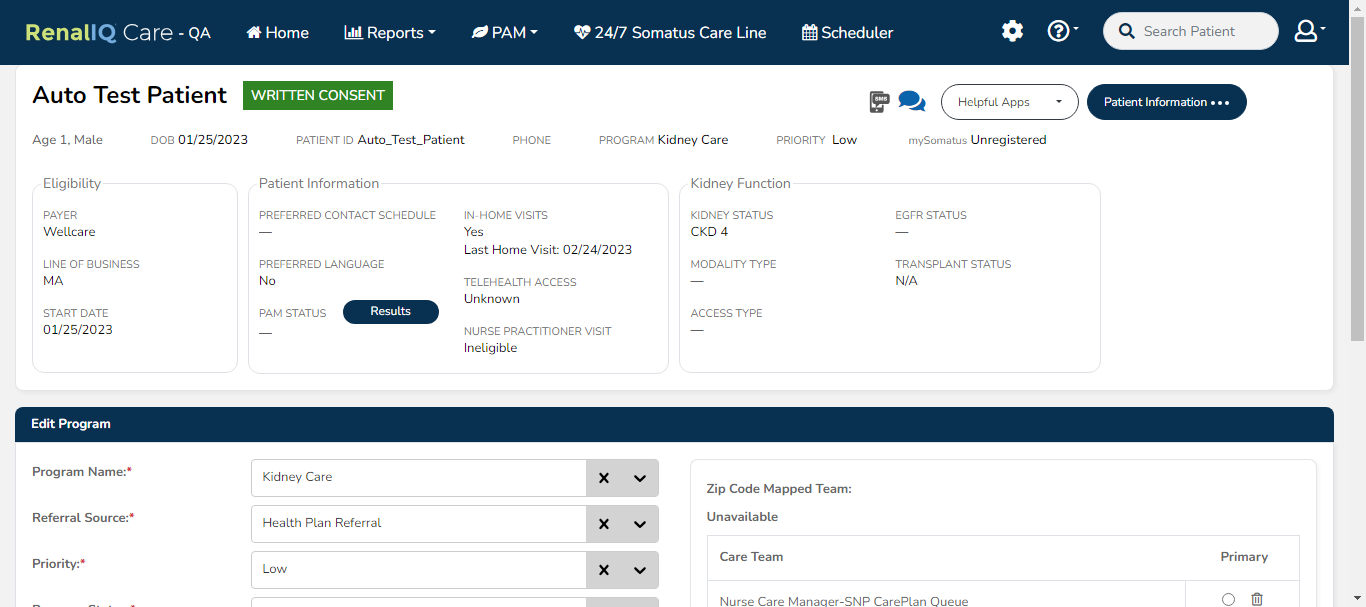 RenalIQ Care - QA Home Reports PAM 24/7 Somatus Care Line Scheduler Search Patient
Auto Test Patient WRITTEN CONSENT SMS Helpful Apps Patient Information •••
Age 1, Male DOB 01/25/2023 PATIENT ID Auto_Test_Patient PHONE PROGRAM Kidney Care PRIORITY Low mySomatus Unregistered
Eligibility
PAYER
Wellcare
LINE OF BUSINESS
MA
START DATE
01/25/2023
Patient Information
PREFERRED CONTACT SCHEDULE
—
PREFERRED LANGUAGE
No
PAM STATUS Results
—
IN-HOME VISITS
Yes
Last Home Visit: 02/24/2023
TELEHEALTH ACCESS
Unknown
NURSE PRACTITIONER VISIT
Ineligible
Kidney Function
KIDNEY STATUS
CKD 4
MODALITY TYPE
—
ACCESS TYPE
—
EGFR STATUS
—
TRANSPLANT STATUS
N/A
Edit Program
Program Name:* Kidney Care
Referral Source:* Health Plan Referral
Priority:* Low
Zip Code Mapped Team:
Unavailable
Care Team Primary
Nurse Care Manager-SNP CarePlan Queue